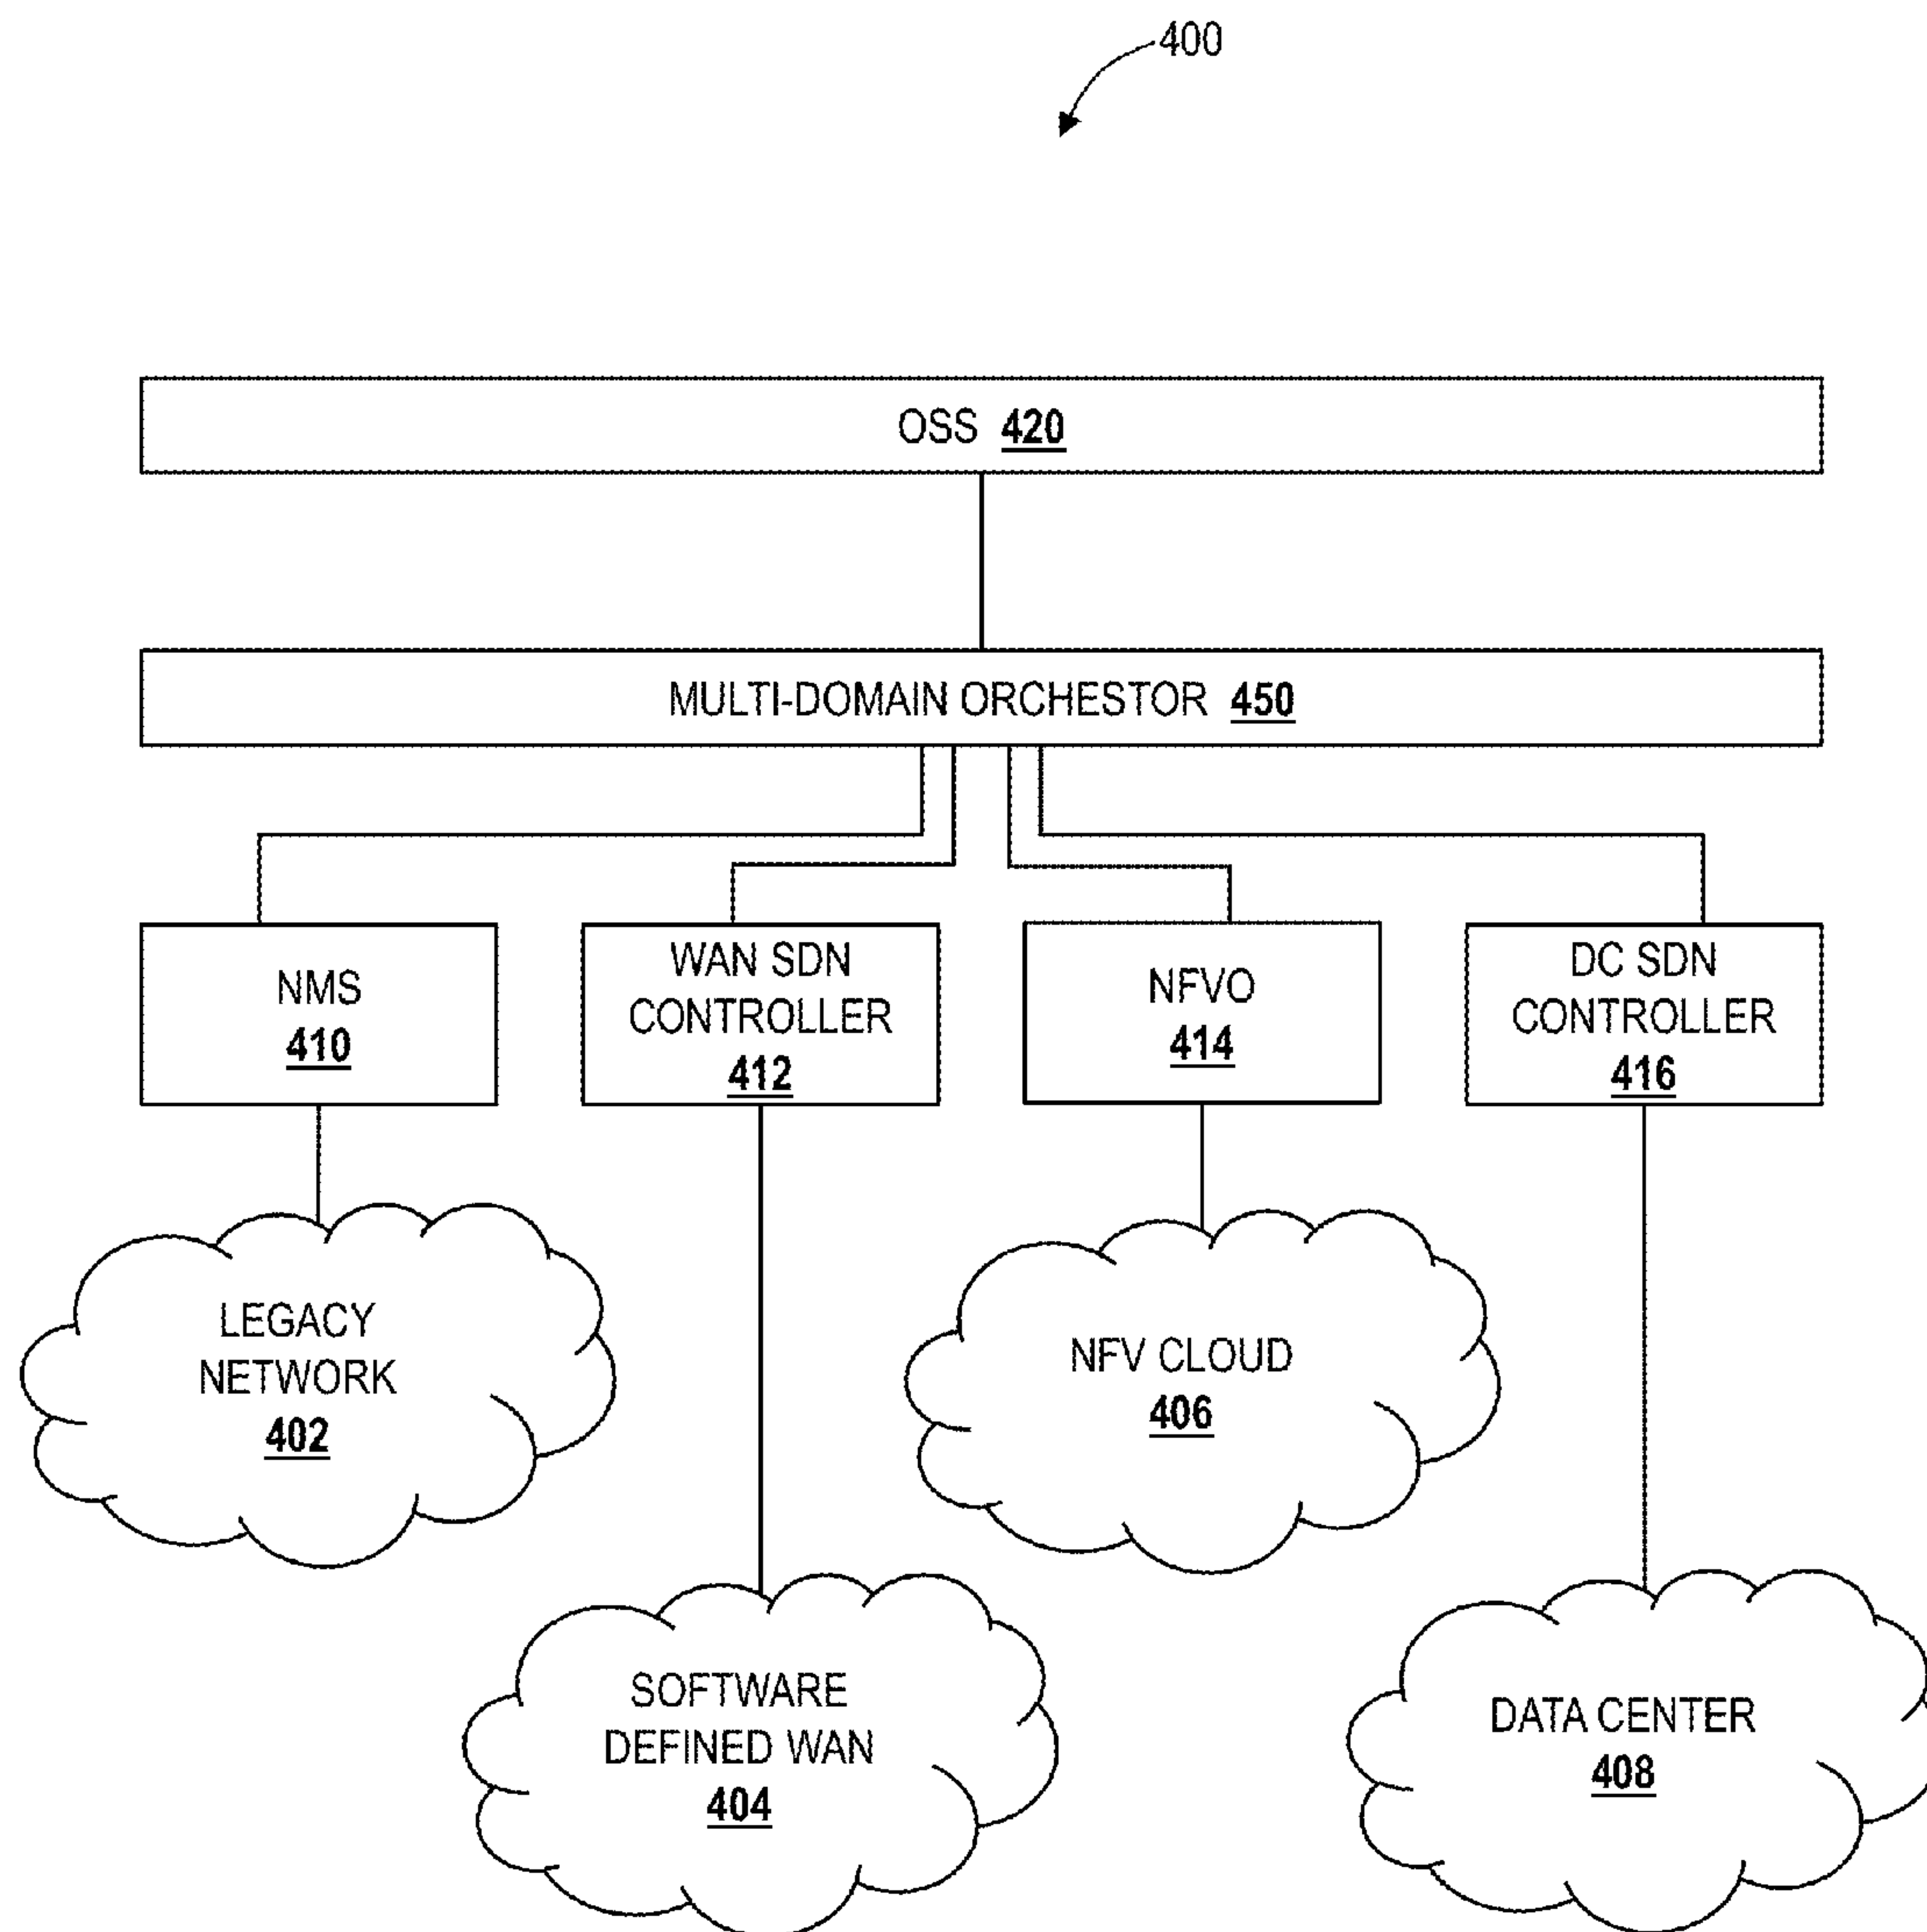 400
OSS 420
MULTI-DOMAIN ORCHESTOR 450
NMS
410
WAN SDN
CONTROLLER
412
NFVO
414
DC SDN
CONTROLLER
416
LEGACY
NETWORK
402
NFV CLOUD
406
SOFTWARE
DEFINED WAN
404
DATA CENTER
408